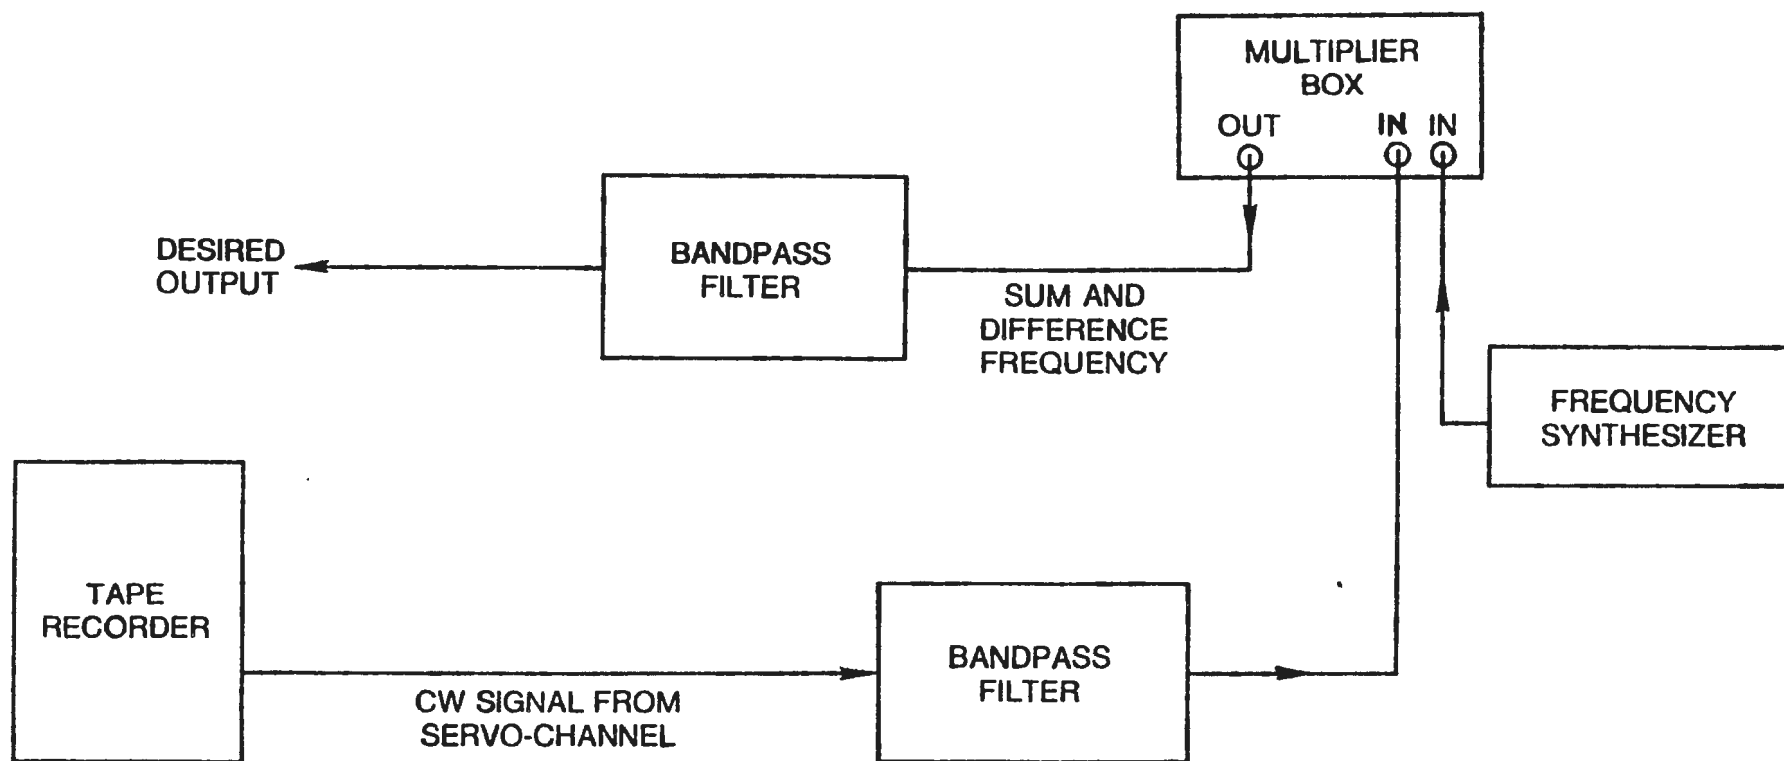 MULTIPLIER
BOX
OUT
IN
IN
DESIRED
OUTPUT
BANDPASS
FILTER
SUM AND
DIFFERENCE
FREQUENCY
FREQUENCY
SYNTHESIZER
TAPE
RECORDER
CW SIGNAL FROM
SERVO-CHANNEL
BANDPASS
FILTER